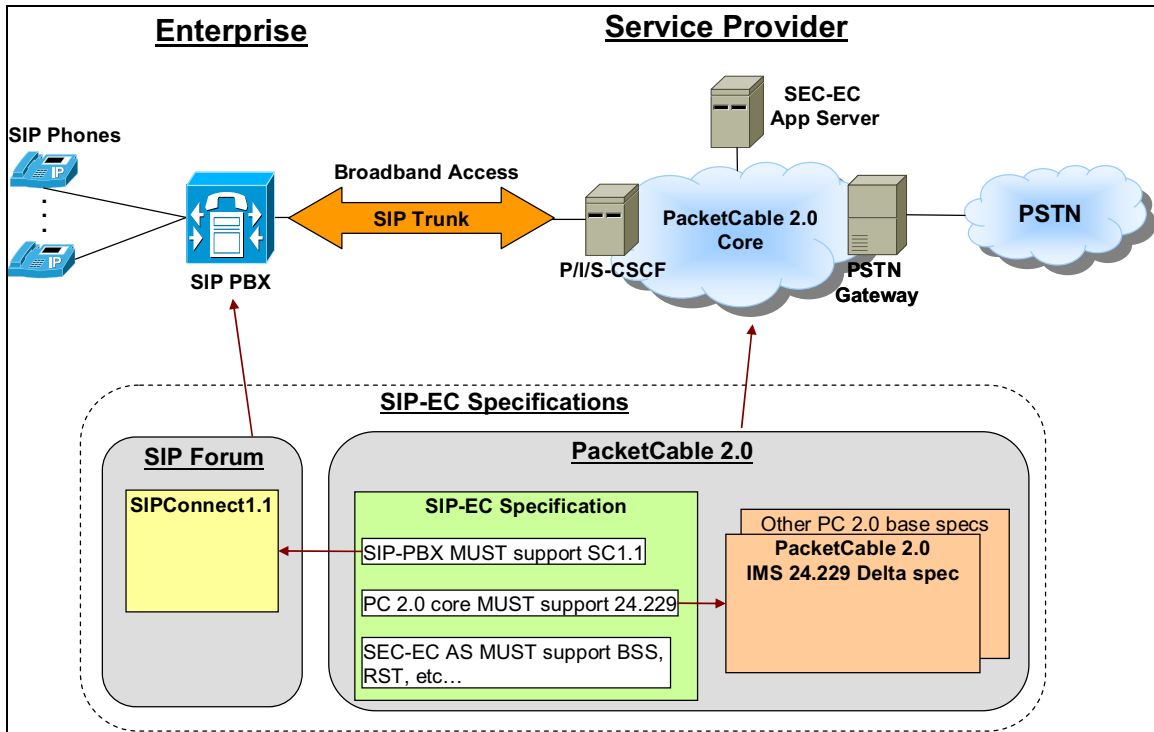 Enterprise
Service Provider
SEC-EC
App Server
SIP Phones
IP
IP
Broadband Access
SIP Trunk
SIP PBX
P/I/S-CSCF
PacketCable 2.0
Core
PSTN
Gateway
PSTN
SIP-EC Specifications
SIP Forum
SIPConnect1.1
PacketCable 2.0
SIP-EC Specification
SIP-PBX MUST support SC1.1
PC 2.0 core MUST support 24.229
SEC-EC AS MUST support BSS,
RST, etc…
Other PC 2.0 base specs
PacketCable 2.0
IMS 24.229 Delta spec